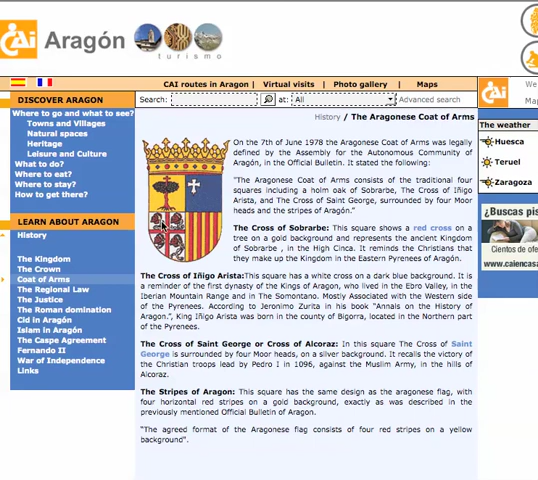 CAi Aragón
turismo
CAI routes in Aragon | Virtual visits | Photo gallery | Maps
Search: at: All Advanced search
DISCOVER ARAGON
Where to go and what to see?
Towns and Villages
Natural spaces
Heritage
Leisure and Culture
What to do?
Where to eat?
Where to stay?
How to get there?
LEARN ABOUT ARAGON
History
The Kingdom
The Crown
Coat of Arms
The Regional Law
The Justice
The Roman domination
Cid in Aragón
Islam in Aragón
The Caspe Agreement
Fernando II
War of Independence
Links
History / The Aragonese Coat of Arms
On the 7th of June 1978 the Aragonese Coat of Arms was legally
defined by the Assembly for the Autonomous Community of
Aragón, in the Official Bulletin. It stated the following:
"The Aragonese Coat of Arms consists of the traditional four
squares including a holm oak of Sobrarbe, The Cross of Iñigo
Arista, and The Cross of Saint George, surrounded by four Moor
heads and the stripes of Aragón."
The Cross of Sobrarbe: This square shows a red cross on a
tree on a gold background and represents the ancient Kingdom
of Sobrarbe , in the High Cinca. It reminds the Christians that
they make up the Kingdom in the Eastern Pyrenees of Aragón.
The Cross of Iñigo Arista:This square has a white cross on a dark blue background. It is
a reminder of the first dynasty of the Kings of Aragon, who lived in the Ebro Valley, in the
Iberian Mountain Range and in The Somontano. Mostly Associated with the Western side
of the Pyrenees. According to Jeronimo Zurita in his book "Annals on the History of
Aragon.", King Iñigo Arista was born in the county of Bigorra, located in the Northern part
of the Pyrenees.
The Cross of Saint George or Cross of Alcoraz: In this square The Cross of Saint
George is surrounded by four Moor heads, on a silver background. It recalls the victory of
the Christian troops lead by Pedro I in 1096, against the Muslim Army, in the hills of
Alcoraz.
The Stripes of Aragon: This square has the same design as the aragonese flag, with
four horizontal red stripes on a gold background, exactly as was described in the
previously mentioned Official Bulletin of Aragon.
"The agreed format of the Aragonese flag consists of four red stripes on a yellow
background".
CAi
We
Map
The weather
Huesca
Teruel
Zaragoza
¿Buscas pis
Cientos de ofe
www.caiencasa